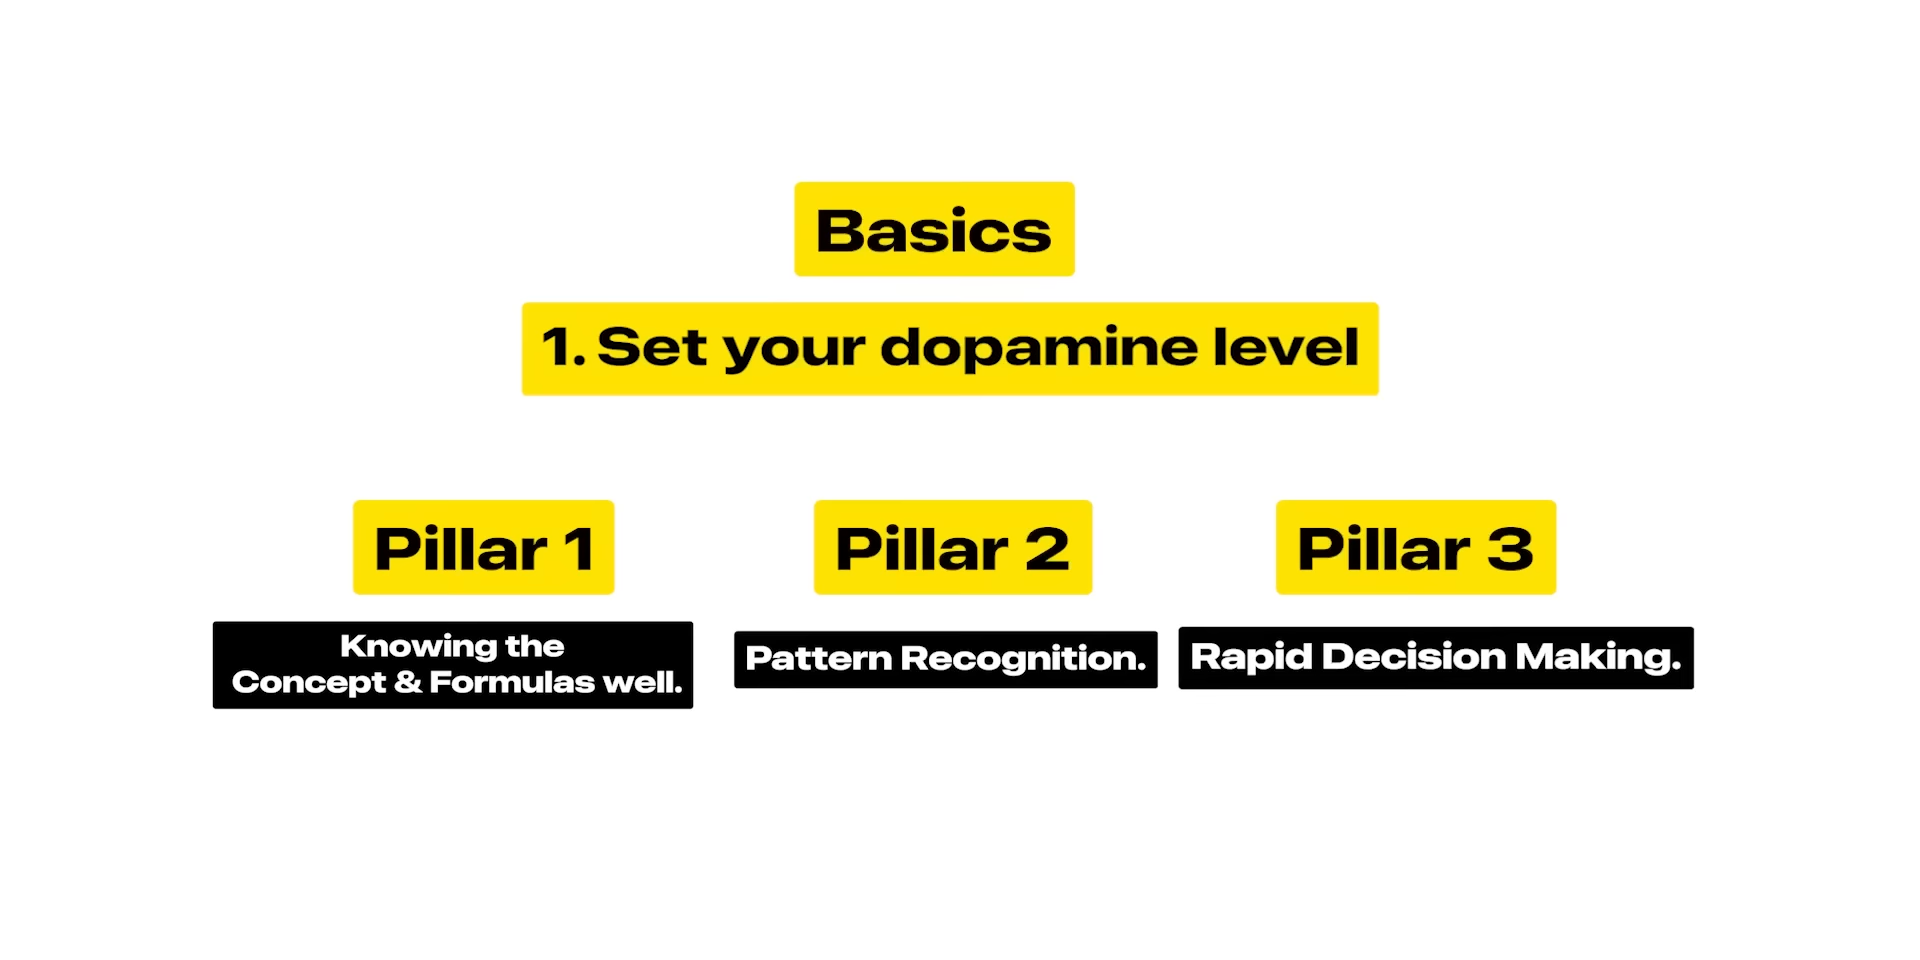 Basics
1. Set your dopamine level
Pillar 1
Pillar 2
Pillar 3
Knowing the
Concept & Formulas well.
Pattern Recognition.
Rapid Decision Making.